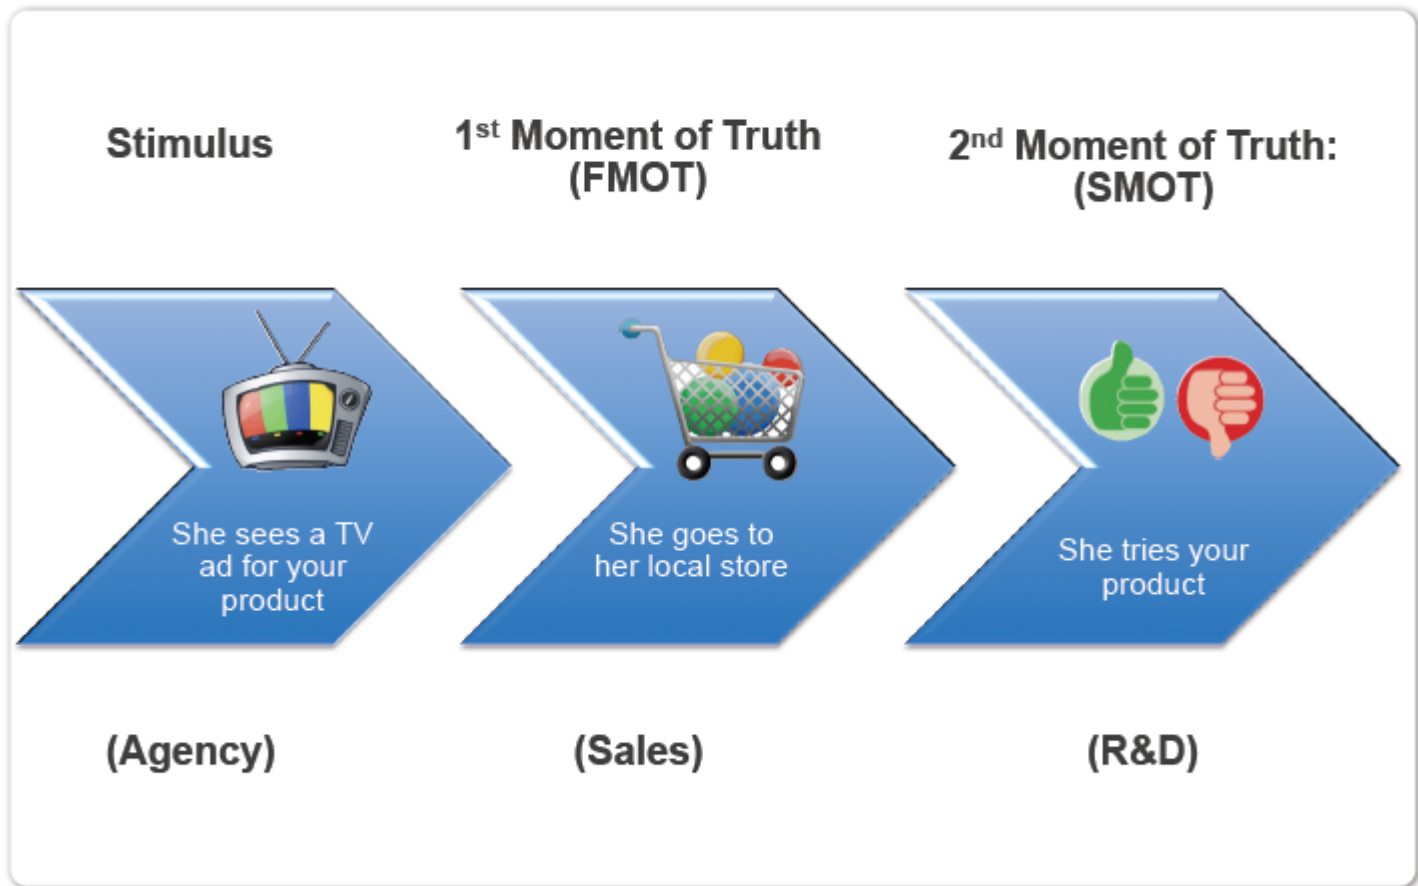 Stimulus
1st Moment of Truth
(FMOT)
2nd Moment of Truth:
(SMOT)
She sees a TV
ad for your
product
She goes to
her local store
She tries your
product
(Agency)
(Sales)
(R&D)